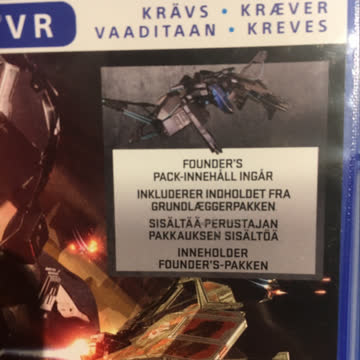 VR
KRÄVS • KRÆVER
VAADITAAN • KREVES
FOUNDER'S
PACK-INNEHÅLL INGÅR
INKLUDERER INDHOLDET FRA
GRUNDLÆGGERPAKKEN
SISÄLTÄÄ PERUSTAJAN
PAKKAUKSEN SISÄLTÖÄ
INNEHOLDER
FOUNDER'S-PAKKEN